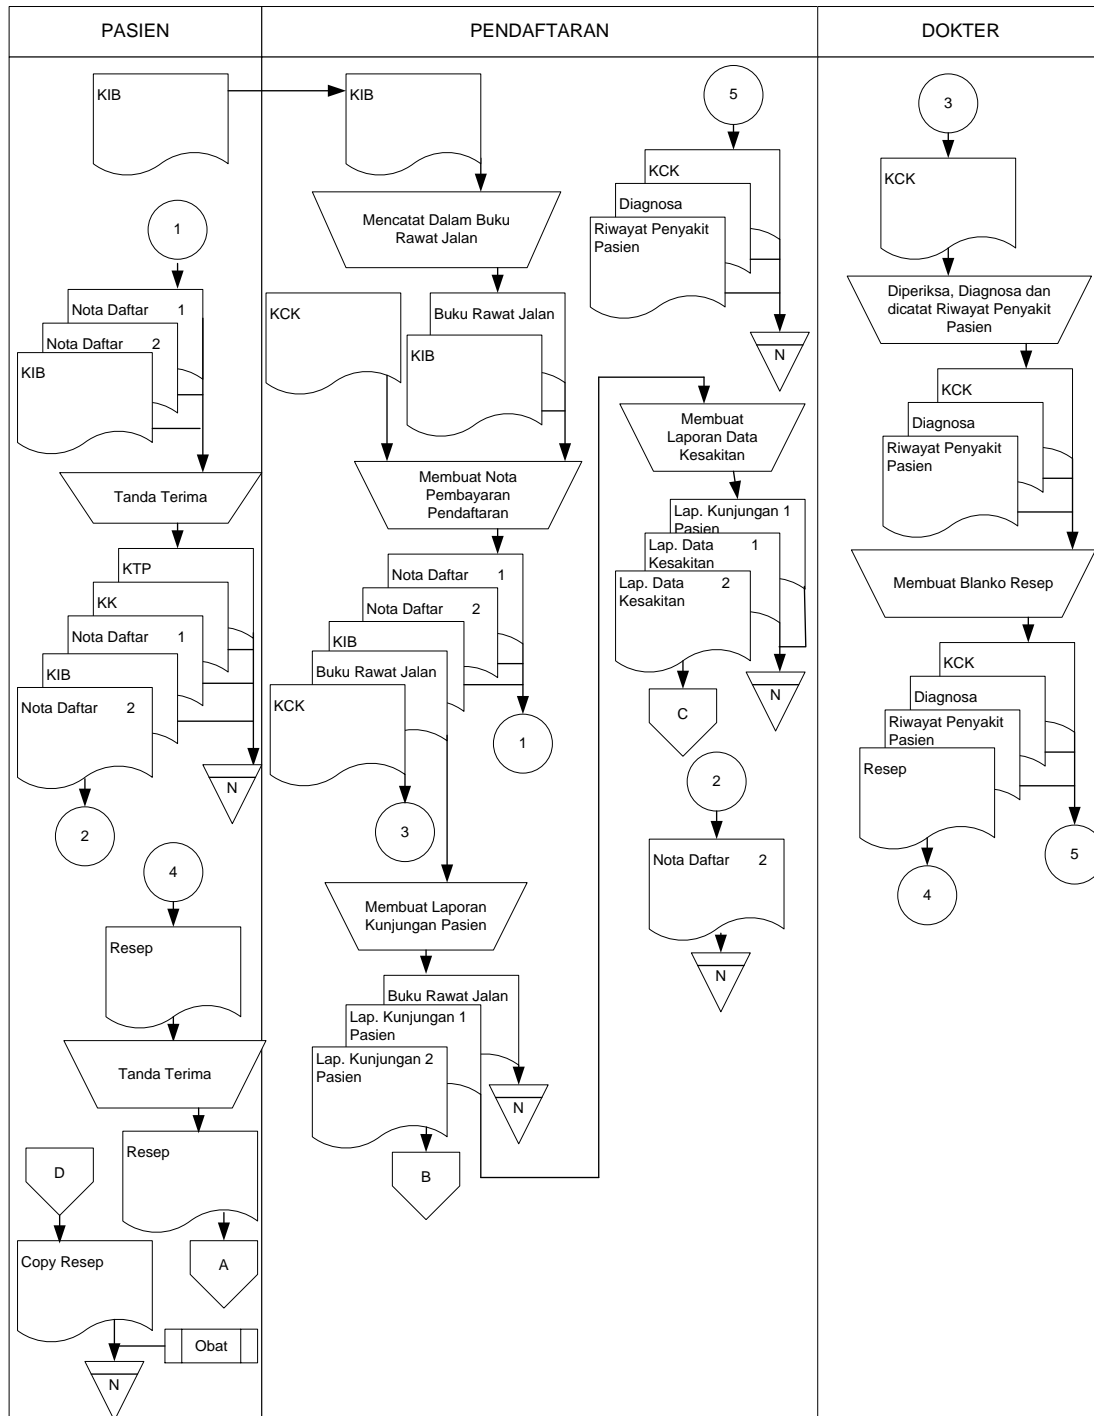 PASIEN
PENDAFTARAN
DOKTER
KIB
1
Nota Daftar 1
Nota Daftar 2
KIB
Tanda Terima
KTP
KK
Nota Daftar 1
KIB
Nota Daftar 2
N
2
4
Resep
Tanda Terima
Resep
D
A
Copy Resep
Obat
N
KIB
Mencatat Dalam Buku
Rawat Jalan
KCK
Buku Rawat Jalan
KIB
Membuat Nota
Pembayaran
Pendaftaran
Nota Daftar 1
Nota Daftar 2
KIB
Buku Rawat Jalan
KCK
1
3
Membuat Laporan
Kunjungan Pasien
Buku Rawat Jalan
Lap. Kunjungan 1
Pasien
Lap. Kunjungan 2
Pasien
N
B
5
KCK
Diagnosa
Riwayat Penyakit
Pasien
N
Membuat
Laporan Data
Kesakitan
Lap. Kunjungan 1
Pasien
Lap. Data 1
Kesakitan
Lap. Data 2
Kesakitan
N
C
2
Nota Daftar 2
N
3
KCK
Diperiksa, Diagnosa dan
dicatat Riwayat Penyakit
Pasien
KCK
Diagnosa
Riwayat Penyakit
Pasien
Membuat Blanko Resep
KCK
Diagnosa
Riwayat Penyakit
Pasien
Resep
5
4